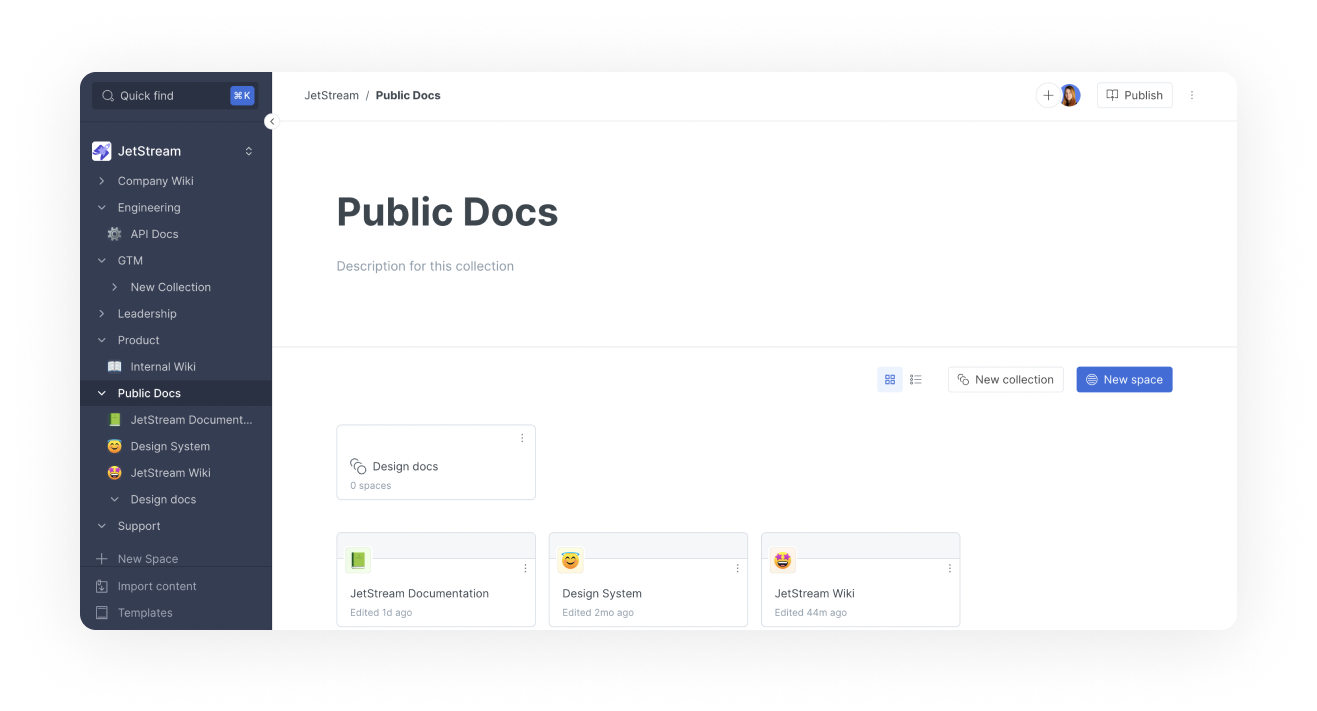 Quick find
⌘K
JetStream / Public Docs
Publish
JetStream
Company Wiki
Engineering
API Docs
GTM
New Collection
Leadership
Product
Internal Wiki
Public Docs
JetStream Document...
Design System
JetStream Wiki
Design docs
Support
New Space
Import content
Templates
Public Docs
Description for this collection
New collection
New space
Design docs
0 spaces
JetStream Documentation
Edited 1d ago
Design System
Edited 2mo ago
JetStream Wiki
Edited 44m ago